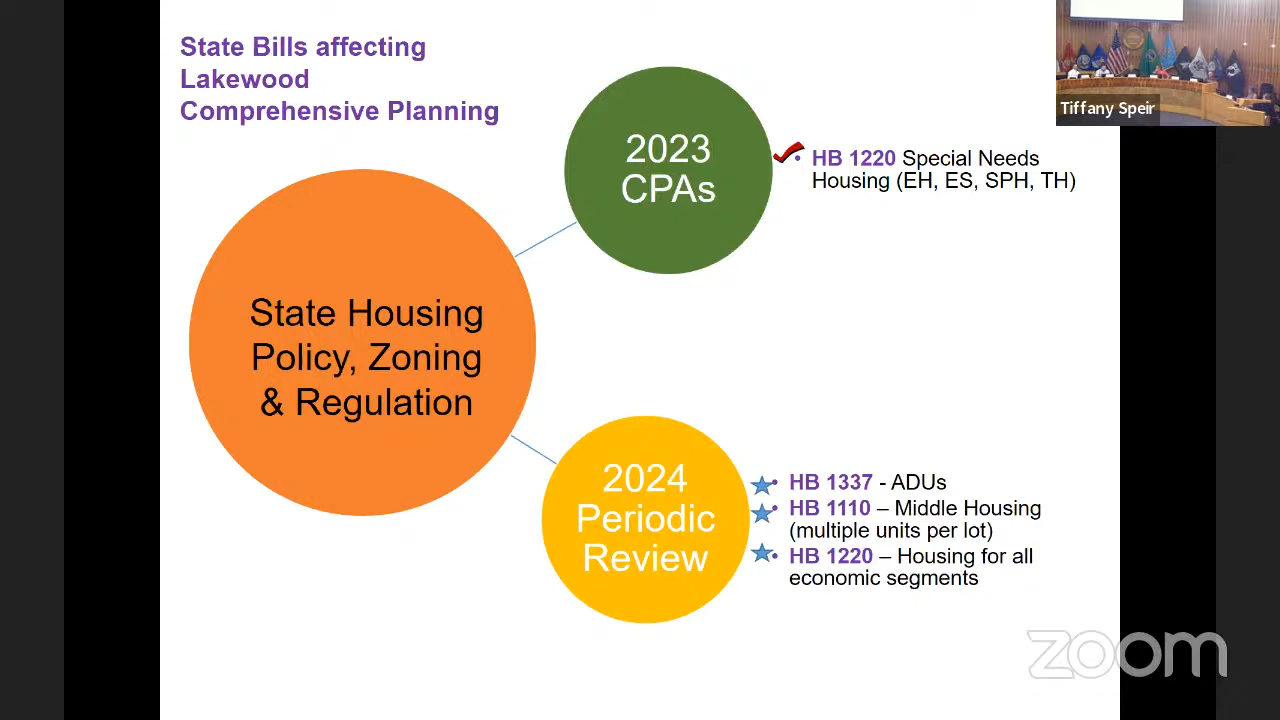 State Bills affecting
Lakewood
Comprehensive Planning
2023
CPAs
HB 1220 Special Needs
Housing (EH, ES, SPH, TH)
State Housing
Policy, Zoning
& Regulation
2024
Periodic
Review
HB 1337 - ADUs
HB 1110 – Middle Housing
(multiple units per lot)
HB 1220 – Housing for all
economic segments
Tiffany Speir
zoom